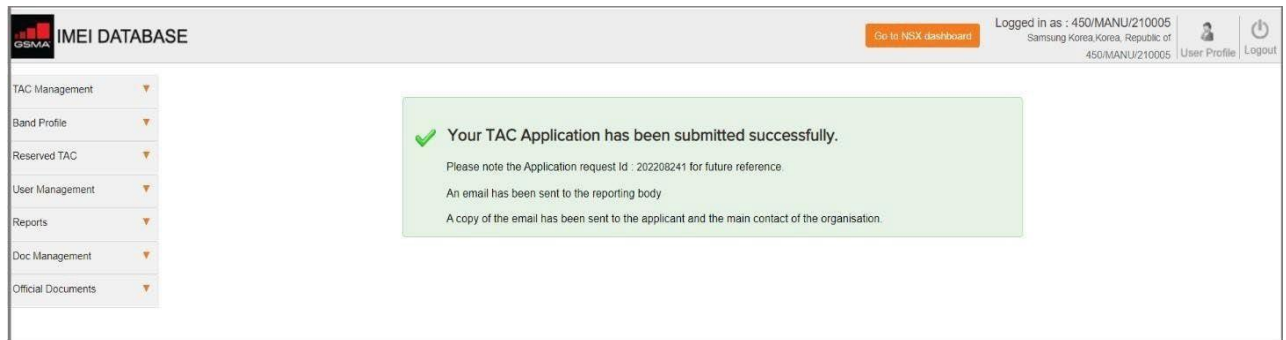 GSMA IMEI DATABASE
Go to NSX dashboard
Logged in as : 450/MANU/210005
Samsung Korea,Korea, Republic of
450/MANU/210005
User Profile
Logout
TAC Management
Band Profile
Reserved TAC
User Management
Reports
Doc Management
Official Documents
Your TAC Application has been submitted successfully.
Please note the Application request Id : 202208241 for future reference.
An email has been sent to the reporting body
A copy of the email has been sent to the applicant and the main contact of the organisation.